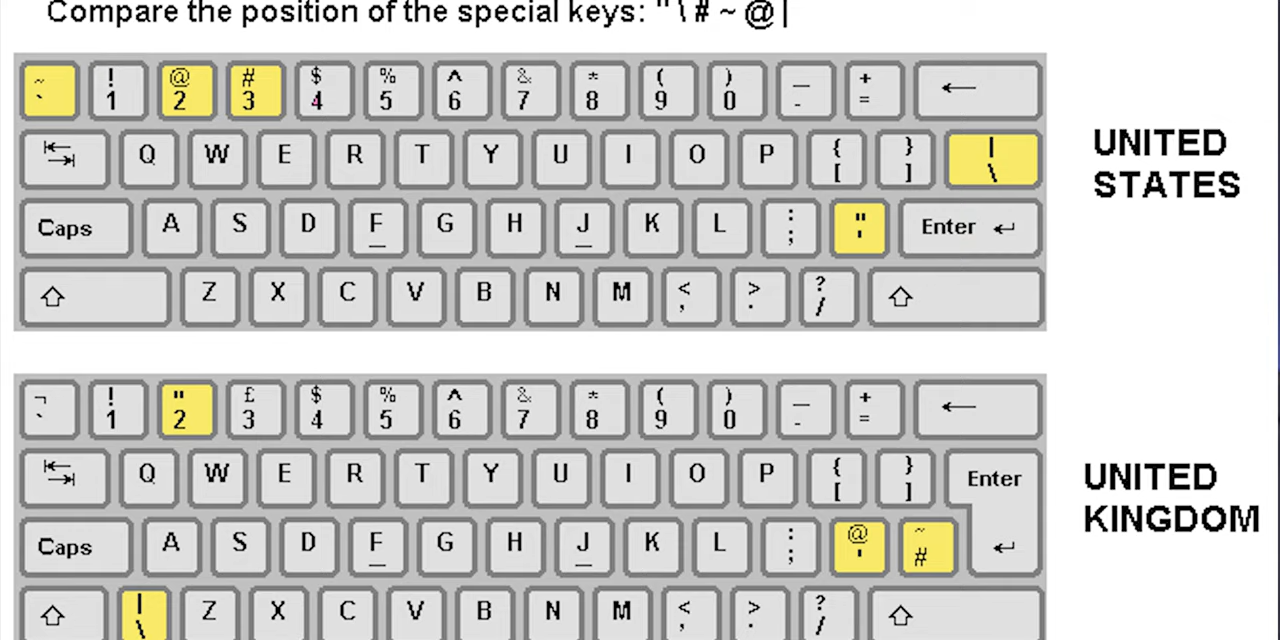 Compare the position of the special keys: " \ # ~ @ |
~ ! @ # $ % ^ & * ( ) _ +
` 1 2 3 4 5 6 7 8 9 0 - = ←
Q W E R T Y U I O P { } |
[ ] \
UNITED
STATES
Caps A S D F G H J K L : " Enter ↵
; '
⇧ Z X C V B N M < > ? ⇧
, . /
¬ ! " £ $ % ^ & * ( ) _ +
` 1 2 3 4 5 6 7 8 9 0 - = ←
Q W E R T Y U I O P { } Enter
[ ]
UNITED
KINGDOM
Caps A S D F G H J K L : @ ~ ↵
; ' #
⇧ | Z X C V B N M < > ? ⇧
\ , . /